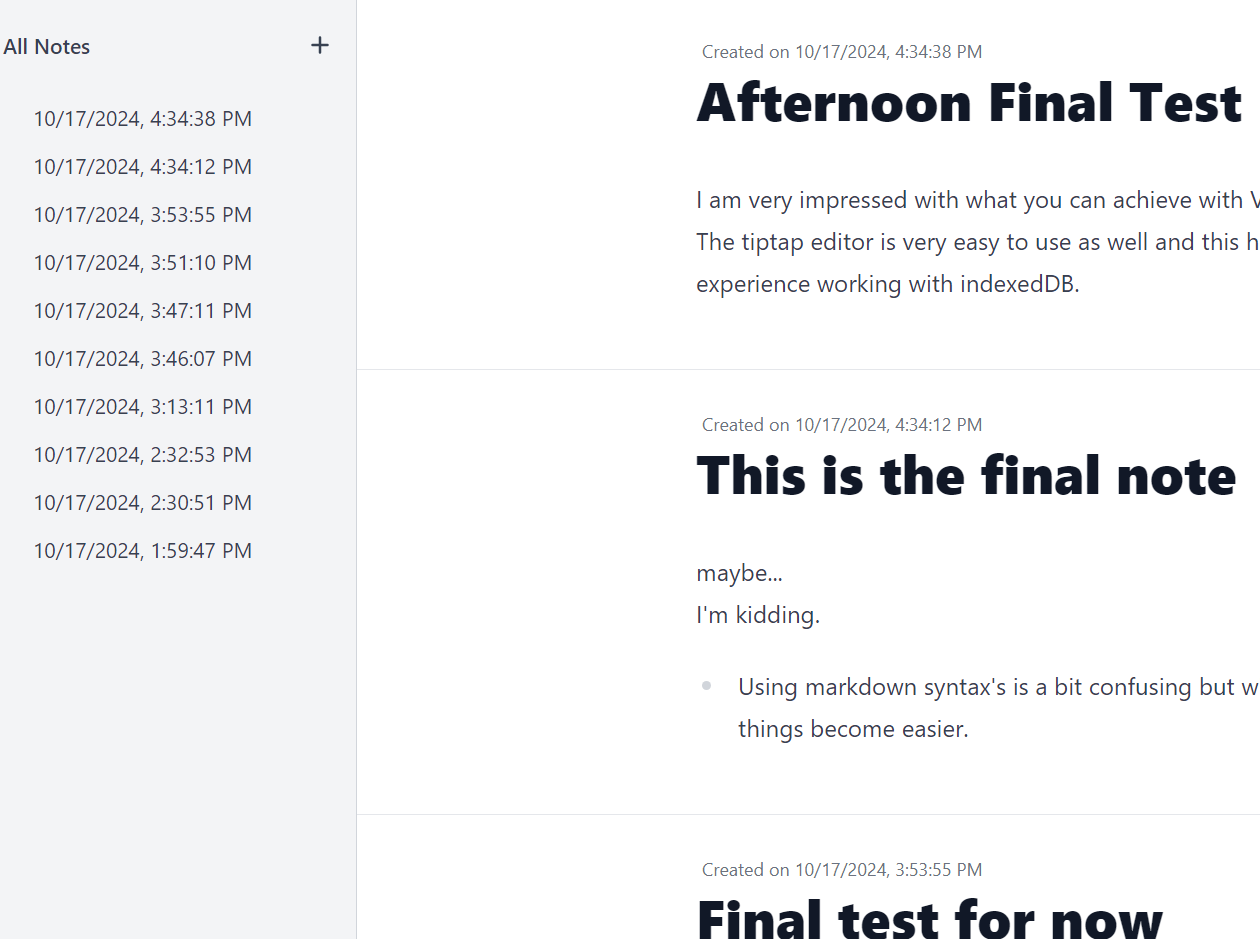 All Notes
10/17/2024, 4:34:38 PM
10/17/2024, 4:34:12 PM
10/17/2024, 3:53:55 PM
10/17/2024, 3:51:10 PM
10/17/2024, 3:47:11 PM
10/17/2024, 3:46:07 PM
10/17/2024, 3:13:11 PM
10/17/2024, 2:32:53 PM
10/17/2024, 2:30:51 PM
10/17/2024, 1:59:47 PM
Created on 10/17/2024, 4:34:38 PM
Afternoon Final Test
I am very impressed with what you can achieve with
The tiptap editor is very easy to use as well and this
experience working with indexedDB.
Created on 10/17/2024, 4:34:12 PM
This is the final note
maybe...
I'm kidding.
Using markdown syntax's is a bit confusing but
things become easier.
Created on 10/17/2024, 3:53:55 PM
Final test for now